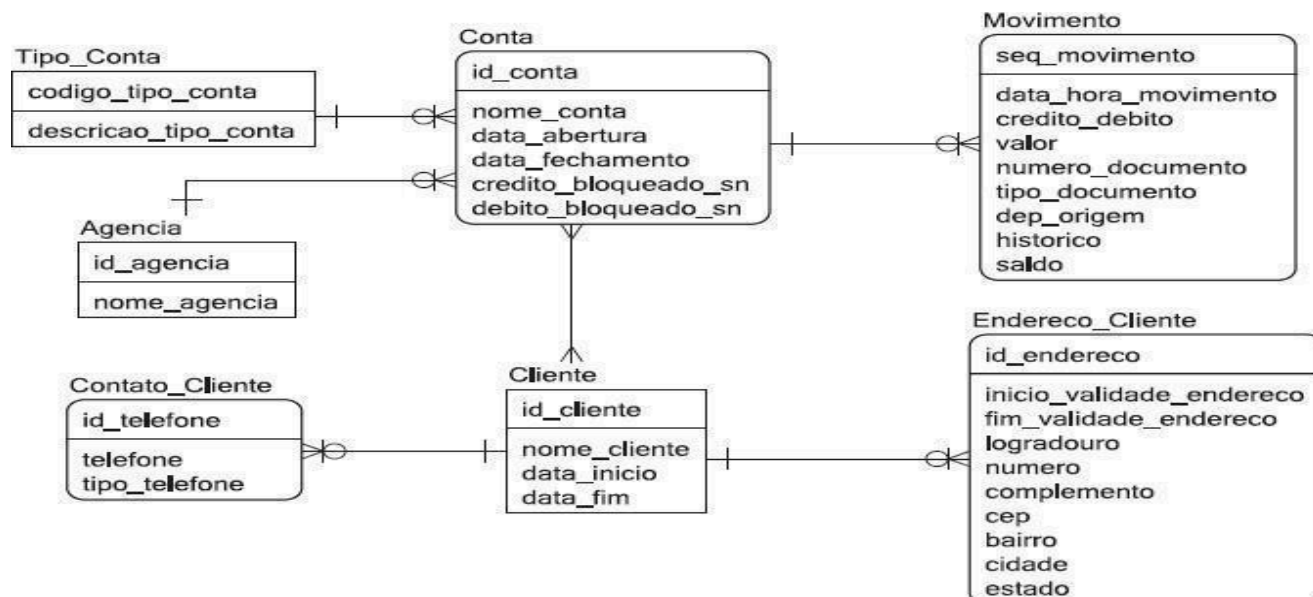 Tipo_Conta
codigo_tipo_conta
descricao_tipo_conta
Conta
id_conta
nome_conta
data_abertura
data_fechamento
credito_bloqueado_sn
debito_bloqueado_sn
Movimento
seq_movimento
data_hora_movimento
credito_debito
valor
numero_documento
tipo_documento
dep_origem
historico
saldo
Agencia
id_agencia
nome_agencia
Contato_Cliente
id_telefone
telefone
tipo_telefone
Cliente
id_cliente
nome_cliente
data_inicio
data_fim
Endereco_Cliente
id_endereco
inicio_validade_endereco
fim_validade_endereco
logradouro
numero
complemento
cep
bairro
cidade
estado